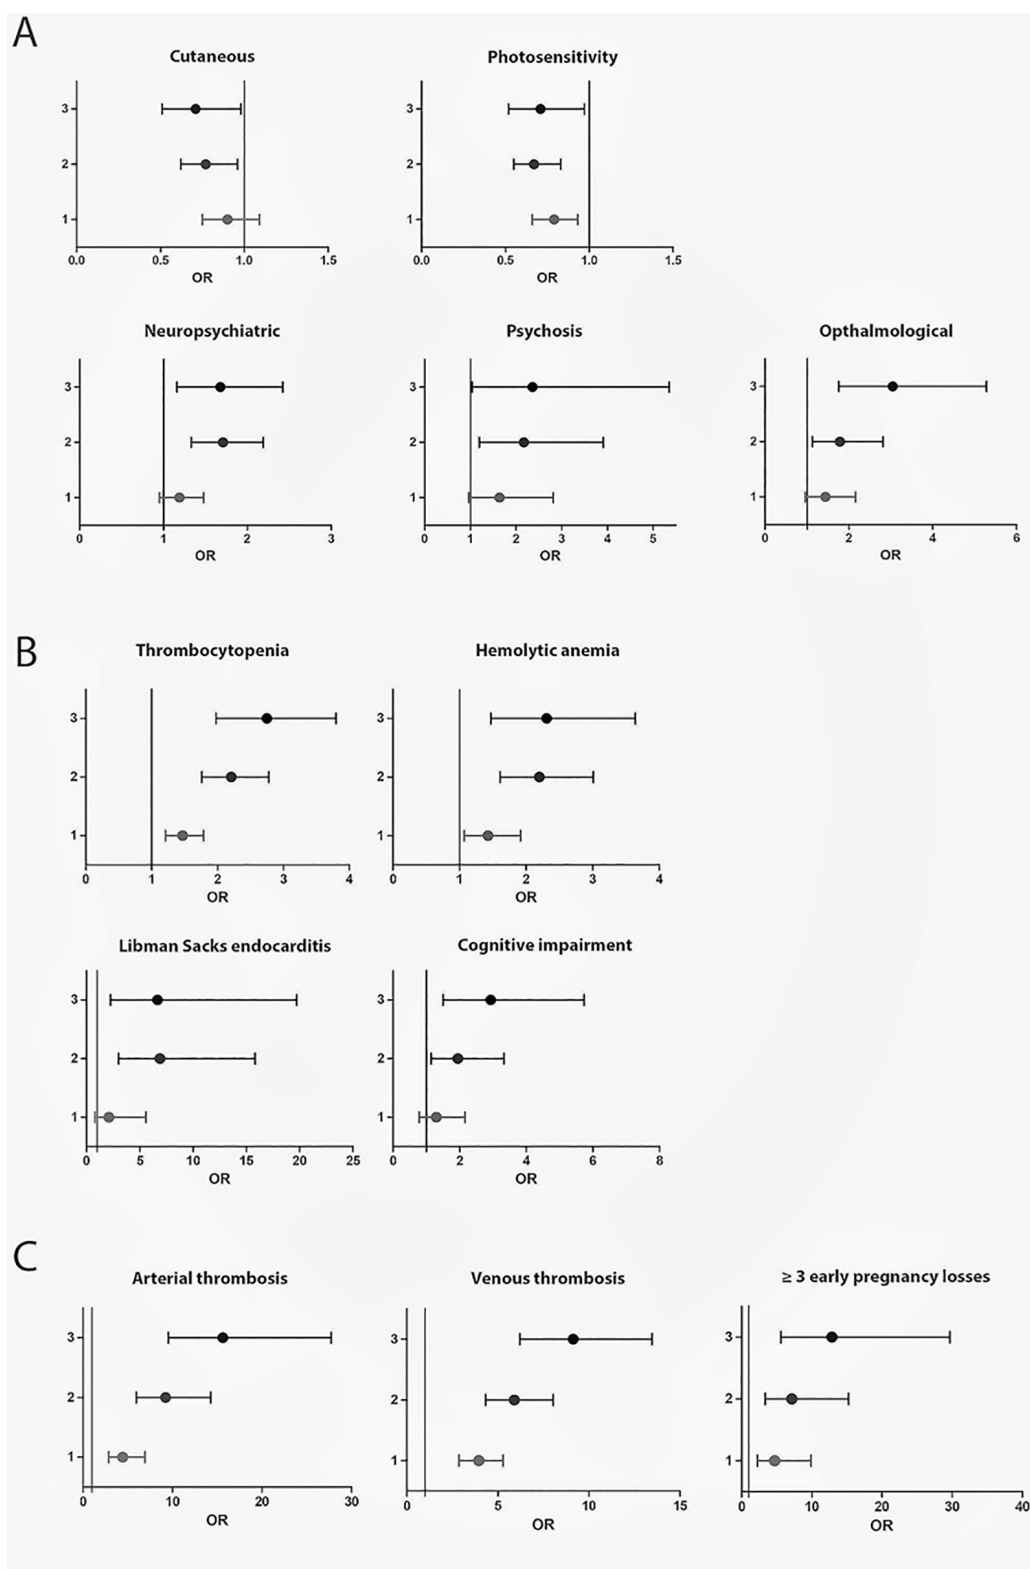 A
Cutaneous
3
2
1
0.0 0.5 1.0 1.5
OR
Photosensitivity
3
2
1
0.0 0.5 1.0 1.5
OR
Neuropsychiatric
3
2
1
0 1 2 3
OR
Psychosis
3
2
1
0 1 2 3 4 5
OR
Opthalmological
3
2
1
0 2 4 6
OR
B
Thrombocytopenia
3
2
1
0 1 2 3 4
OR
Hemolytic anemia
3
2
1
0 1 2 3 4
OR
Libman Sacks endocarditis
3
2
1
0 5 10 15 20 25
OR
Cognitive impairment
3
2
1
0 2 4 6 8
OR
C
Arterial thrombosis
3
2
1
0 10 20 30
OR
Venous thrombosis
3
2
1
0 5 10 15
OR
≥ 3 early pregnancy losses
3
2
1
0 10 20 30 40
OR